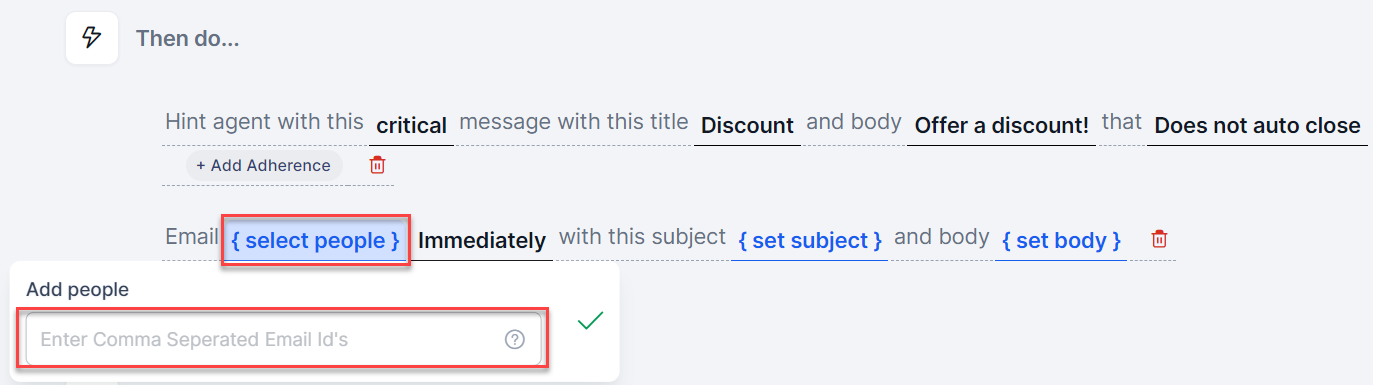 Then do...
Hint agent with this critical message with this title Discount and body Offer a discount! that Does not auto close
+ Add Adherence
Email { select people } Immediately with this subject { set subject } and body { set body }
Add people
Enter Comma Seperated Email Id's